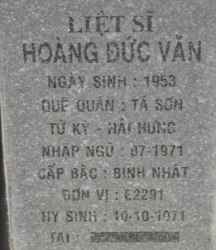 LIỆT SĨ
HOÀNG ĐỨC VĂN
NGÀY SINH : 1953
QUÊ QUÁN : TÂ SƠN
TỨ KỲ - HẢI HƯNG
NHẬP NGŨ : 07-1971
CẤP BẬC : BINH NHẤT
ĐƠN VỊ : E2291
HY SINH : 10-10-1971
TẠI :